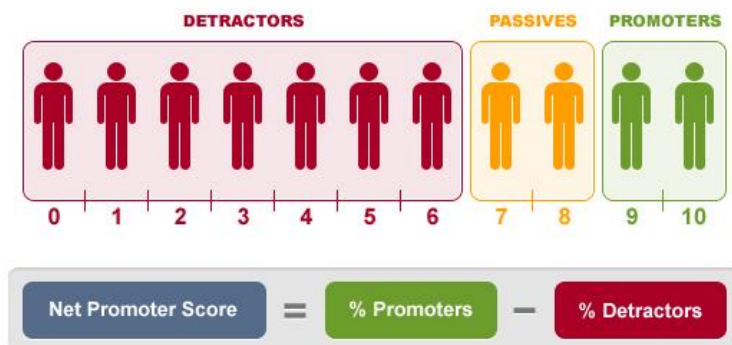 DETRACTORS PASSIVES PROMOTERS
0 1 2 3 4 5 6 7 8 9 10
Net Promoter Score = % Promoters – % Detractors